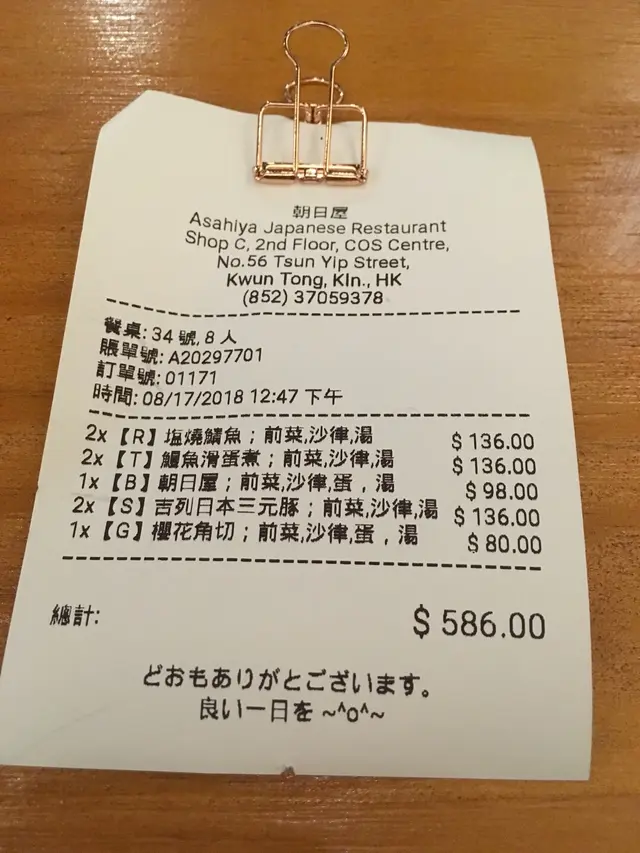 朝日屋
Asahiya Japanese Restaurant
Shop C, 2nd Floor, COS Centre,
No.56 Tsun Yip Street,
Kwun Tong, Kln., HK
(852) 37059378
餐桌: 34 號, 8 人
賬單號: A20297701
訂單號: 01171
時間: 08/17/2018 12:47 下午
2x【R】塩燒鯖魚；前菜,沙律,湯 $ 136.00
2x【T】鰻魚滑蛋煮；前菜,沙律,湯 $ 136.00
1x【B】朝日屋；前菜,沙律,蛋，湯 $ 98.00
2x【S】吉列日本三元豚；前菜,沙律,湯 $ 136.00
1x【G】櫻花角切；前菜,沙律,蛋，湯 $ 80.00
總計: $ 586.00
どおもありがとございます。
良い一日を ~^o^~